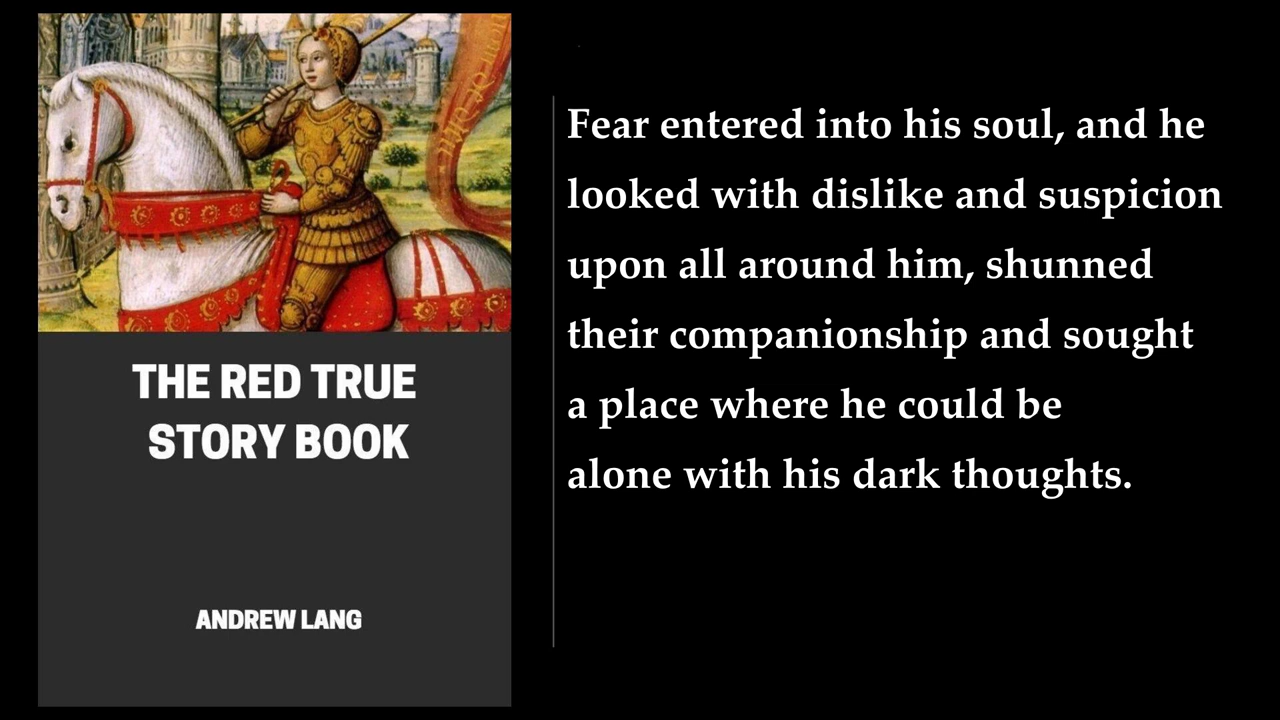 THE RED TRUE
STORY BOOK
ANDREW LANG
Fear entered into his soul, and he
looked with dislike and suspicion
upon all around him, shunned
their companionship and sought
a place where he could be
alone with his dark thoughts.